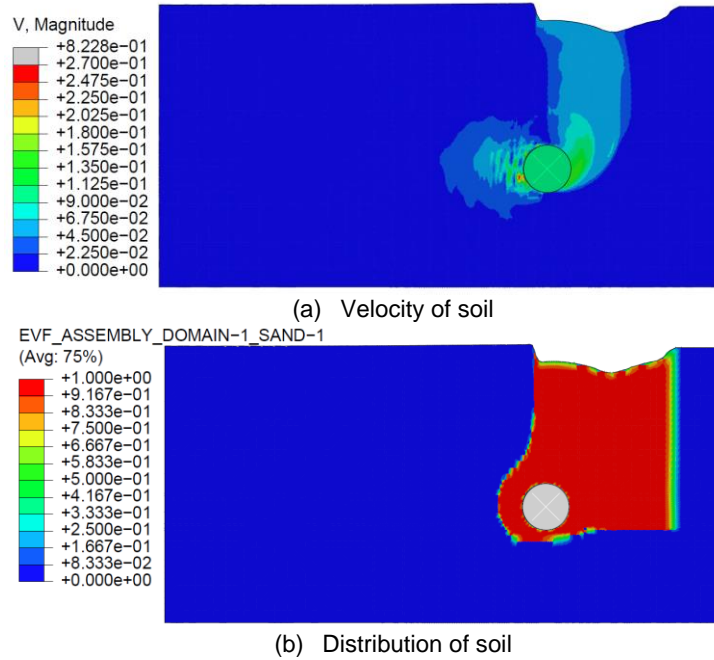 V, Magnitude
+8.228e-01
+2.700e-01
+2.475e-01
+2.250e-01
+2.025e-01
+1.800e-01
+1.575e-01
+1.350e-01
+1.125e-01
+9.000e-02
+6.750e-02
+4.500e-02
+2.250e-02
+0.000e+00
(a) Velocity of soil
EVF_ASSEMBLY_DOMAIN-1_SAND-1
(Avg: 75%)
+1.000e+00
+9.167e-01
+8.333e-01
+7.500e-01
+6.667e-01
+5.833e-01
+5.000e-01
+4.167e-01
+3.333e-01
+2.500e-01
+1.667e-01
+8.333e-02
+0.000e+00
(b) Distribution of soil